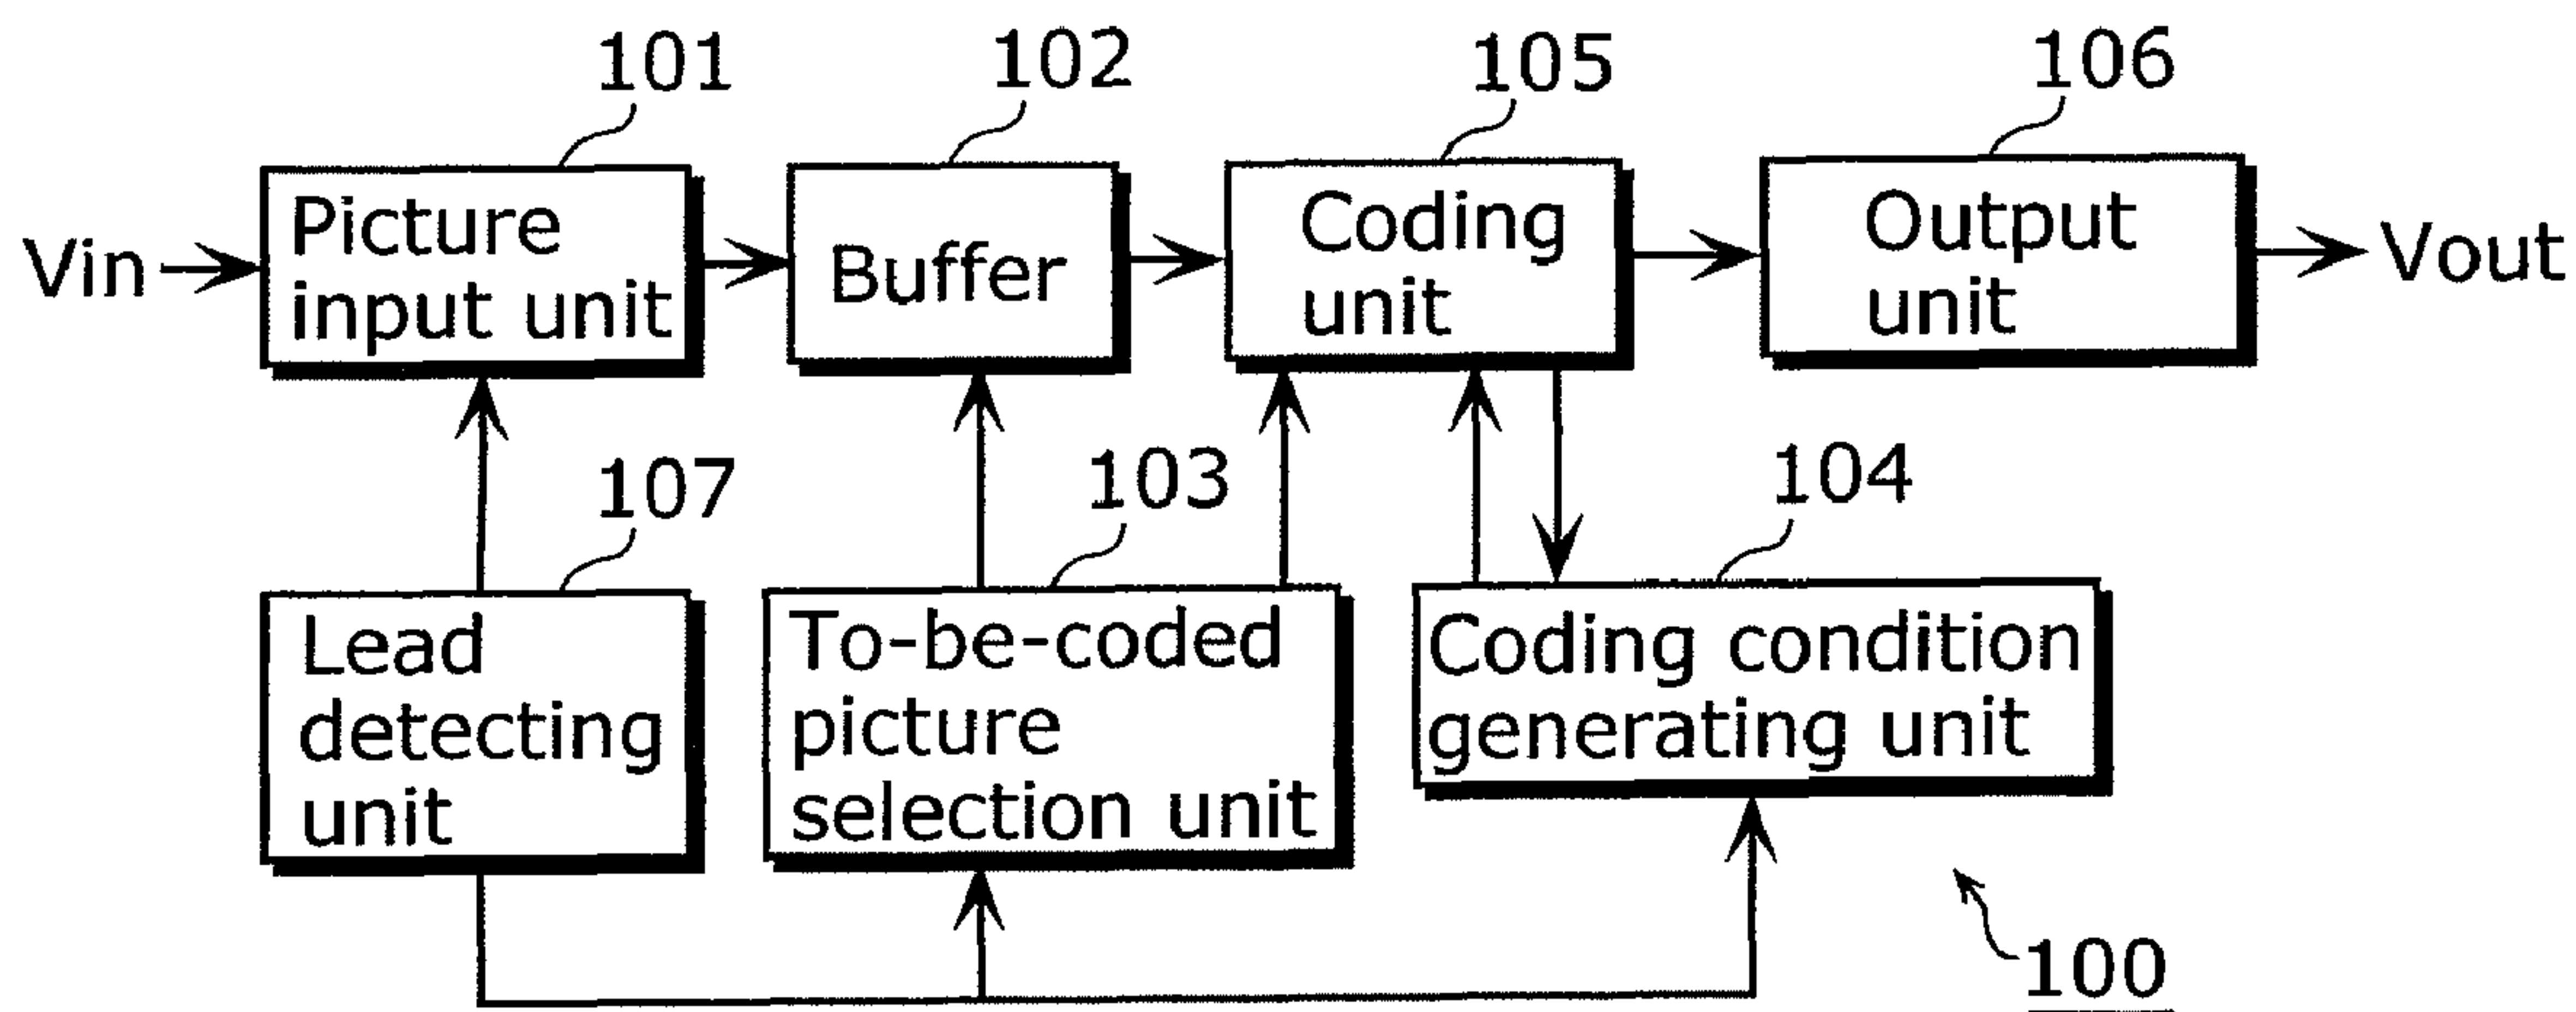 101
102
105
106
Vin
Picture
input unit
Buffer
Coding
unit
Output
unit
Vout
107
103
104
Lead
detecting
unit
To-be-coded
picture
selection unit
Coding condition
generating unit
100